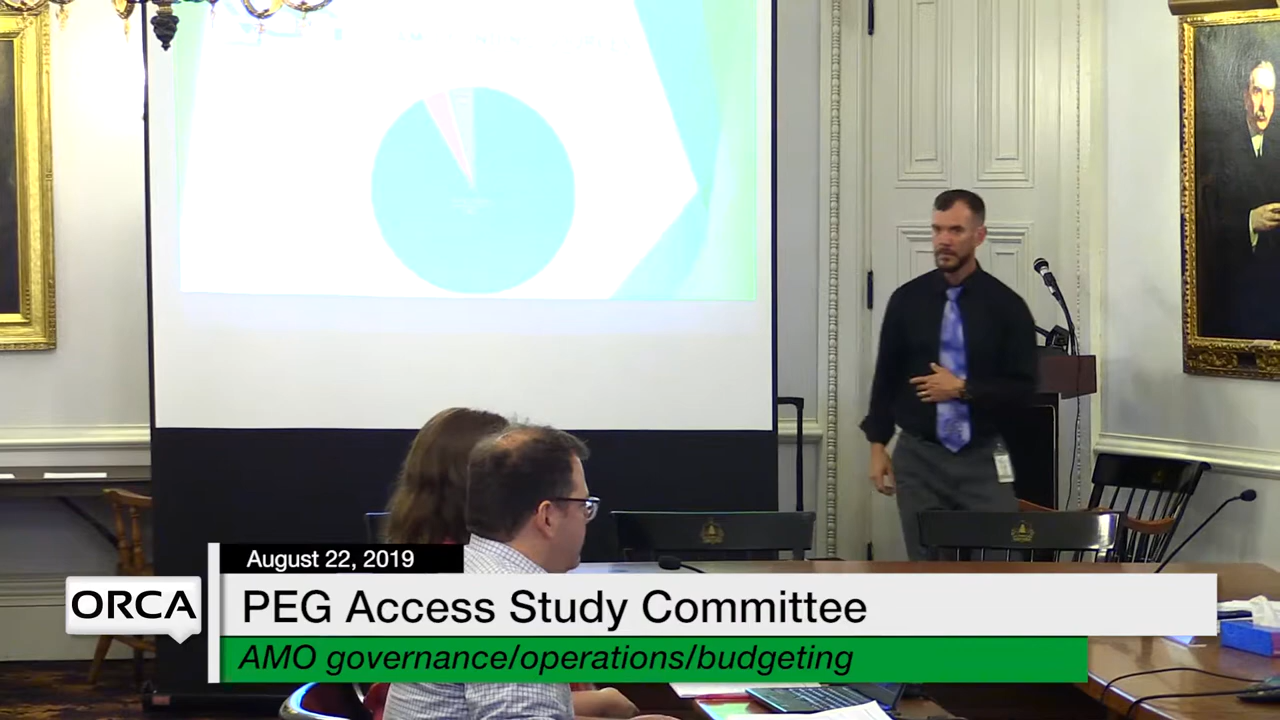 August 22, 2019
ORCA
PEG Access Study Committee
AMO governance/operations/budgeting